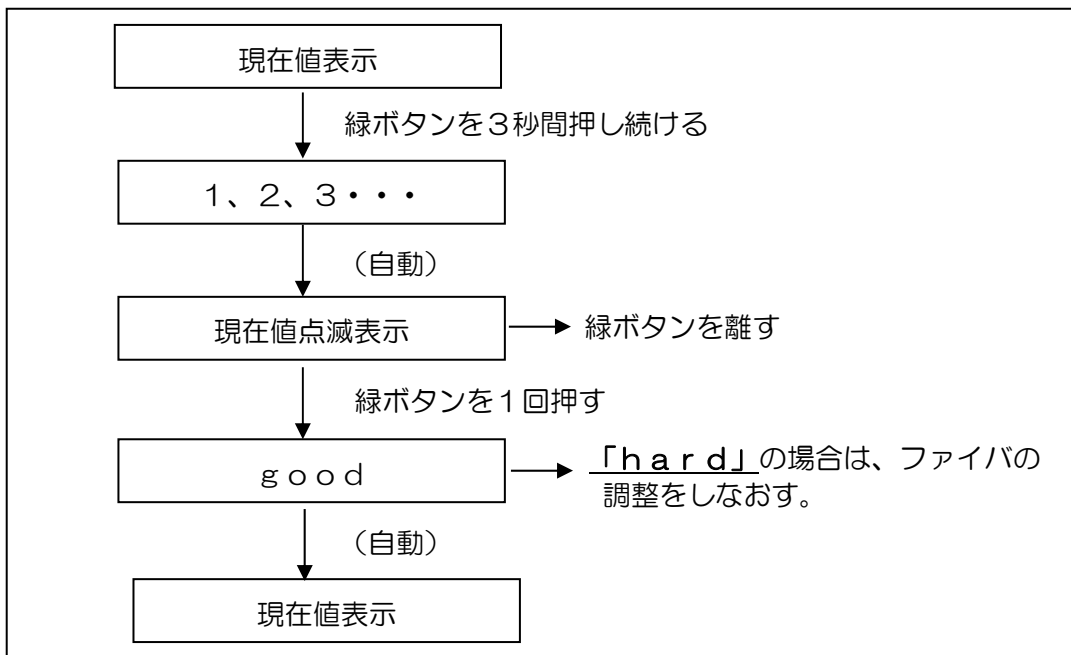 現在値表示
緑ボタンを３秒間押し続ける
１、２、３・・・
（自動）
現在値点滅表示
緑ボタンを離す
緑ボタンを１回押す
ｇｏｏｄ
「ｈａｒｄ」の場合は、ファイバの
調整をしなおす。
（自動）
現在値表示